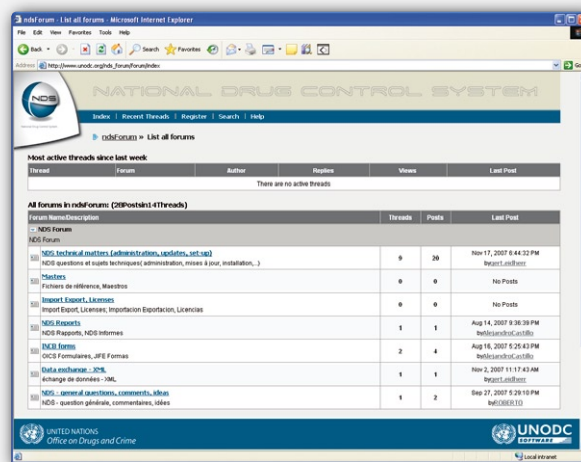 ndsForum - List all forums - Microsoft Internet Explorer
File Edit View Favorites Tools Help
Back Search Favorites
Address http://www.unodc.org/nds_forum/forum/index Go
NDS
NATIONAL DRUG CONTROL SYSTEM
Index | Recent Threads | Register | Search | Help
ndsForum » List all forums
Most active threads since last week
Thread Forum Author Replies Views Last Post
There are no active threads
All forums in ndsForum: (28Postsin14Threads)
Forum Name/Description Threads Posts Last Post
NDS Forum
NDS Forum
NDS technical matters (administration, updates, set-up) 9 20 Nov 17, 2007 6:44:32 PM
NDS questions et sujets techniques( administration, mises à jour, installation,..) bygert.eidherr
Masters 0 0 No Posts
Fichiers de référence, Maestros
Import Export, Licenses 0 0 No Posts
Import Export, Licenses; Importacion Exportacion, Licencias
NDS Reports 1 1 Aug 14, 2007 9:36:39 PM
NDS Rapports, NDS Informes byAlejandroCastillo
INCB forms 2 4 Aug 16, 2007 5:25:43 PM
OICS Formulaires, JIFE Formas byAlejandroCastillo
Data exchange - XML 1 1 Nov 2, 2007 11:17:43 AM
échange de données - XML bygert.eidherr
NDS - general questions, comments, ideas 1 2 Sep 27, 2007 5:29:10 PM
NDS - question générale, commentaires, idées byROBERTO
UNITED NATIONS
Office on Drugs and Crime
UNODC
SOFTWARE
Local intranet